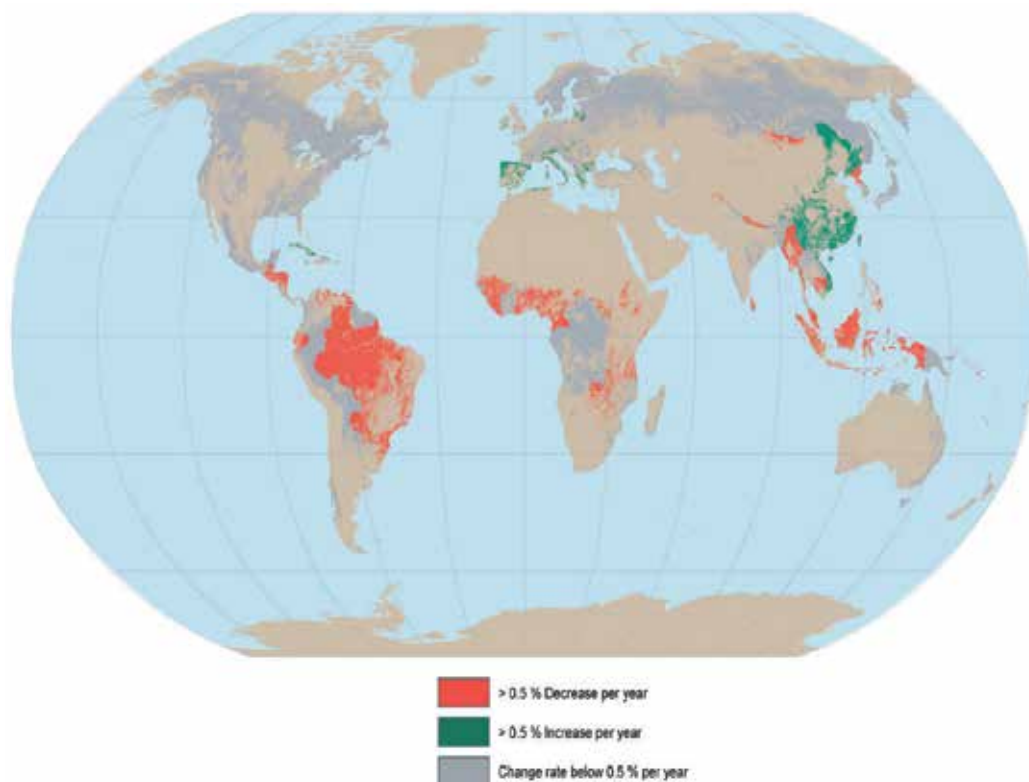 > 0.5 % Decrease per year
> 0.5 % Increase per year
Change rate below 0.5 % per year